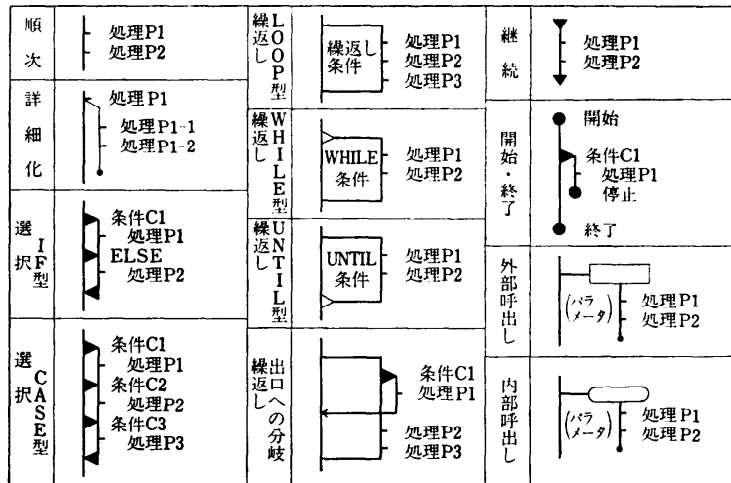 順次
処理P1
処理P2
詳細化
処理P1
処理P1-1
処理P1-2
選択IF型
条件C1
処理P1
ELSE
処理P2
選択CASE型
条件C1
処理P1
条件C2
処理P2
条件C3
処理P3
繰返しLOOP型
繰返し
条件
処理P1
処理P2
処理P3
繰返しWHILE型
WHILE
条件
処理P1
処理P2
繰返しUNTIL型
UNTIL
条件
処理P1
処理P2
繰返し出口への分岐
条件C1
処理P1
処理P2
処理P3
継続
処理P1
処理P2
開始・終了
開始
条件C1
処理P1
停止
終了
外部呼出し
(パラ
メータ)
処理P1
処理P2
内部呼出し
(パラ
メータ)
処理P1
処理P2